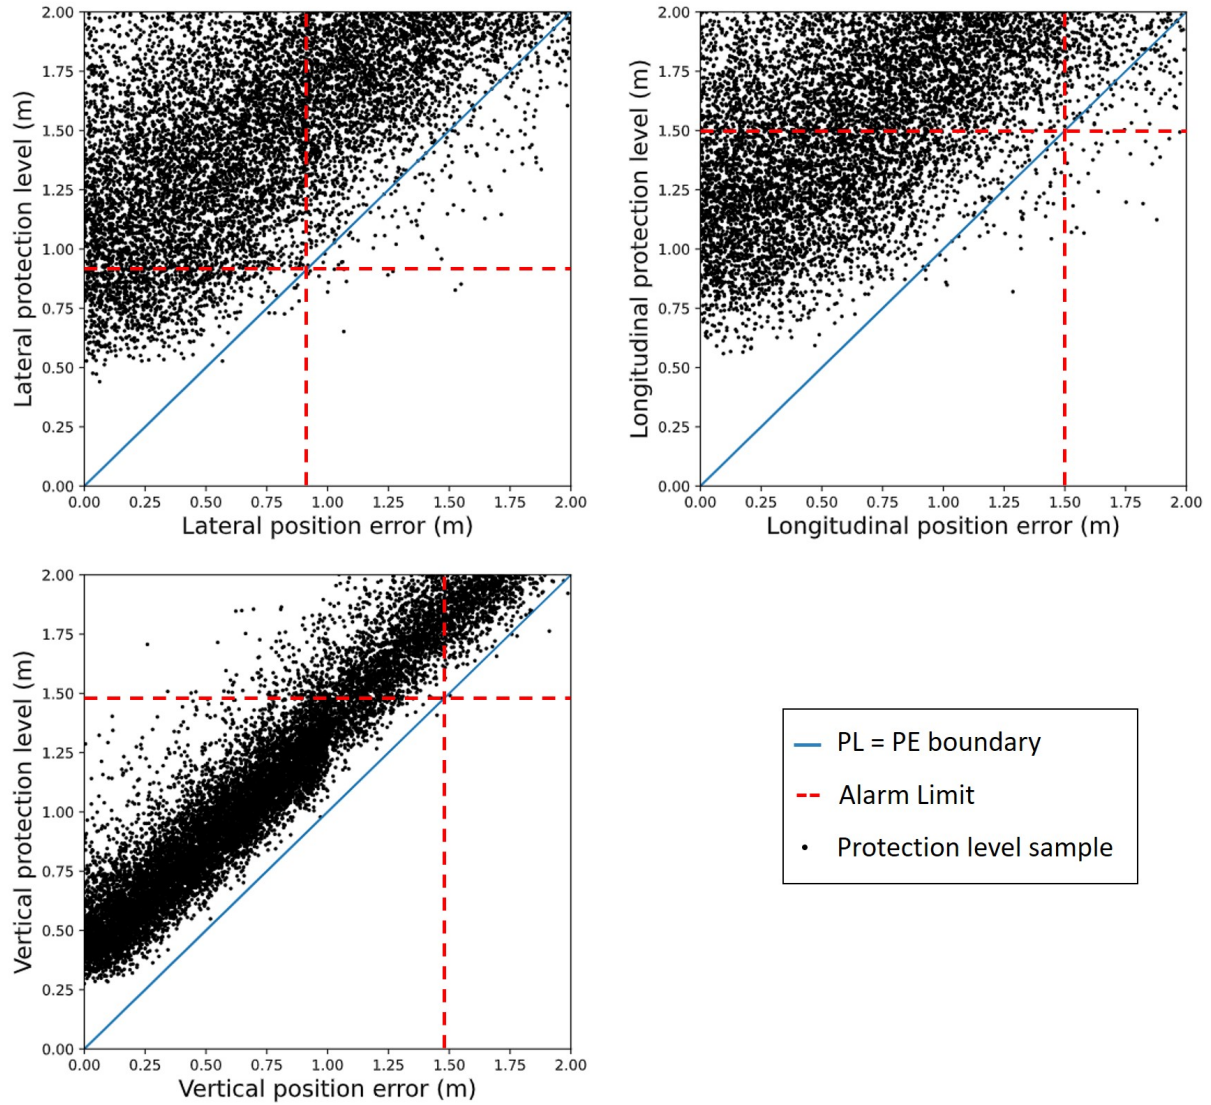 2.00
1.75
1.50
1.25
1.00
0.75
0.50
0.25
0.00
Lateral protection level (m)
0.00 0.25 0.50 0.75 1.00 1.25 1.50 1.75 2.00
Lateral position error (m)
2.00
1.75
1.50
1.25
1.00
0.75
0.50
0.25
0.00
Longitudinal protection level (m)
0.00 0.25 0.50 0.75 1.00 1.25 1.50 1.75 2.00
Longitudinal position error (m)
2.00
1.75
1.50
1.25
1.00
0.75
0.50
0.25
0.00
Vertical protection level (m)
0.00 0.25 0.50 0.75 1.00 1.25 1.50 1.75 2.00
Vertical position error (m)
PL = PE boundary
Alarm Limit
Protection level sample